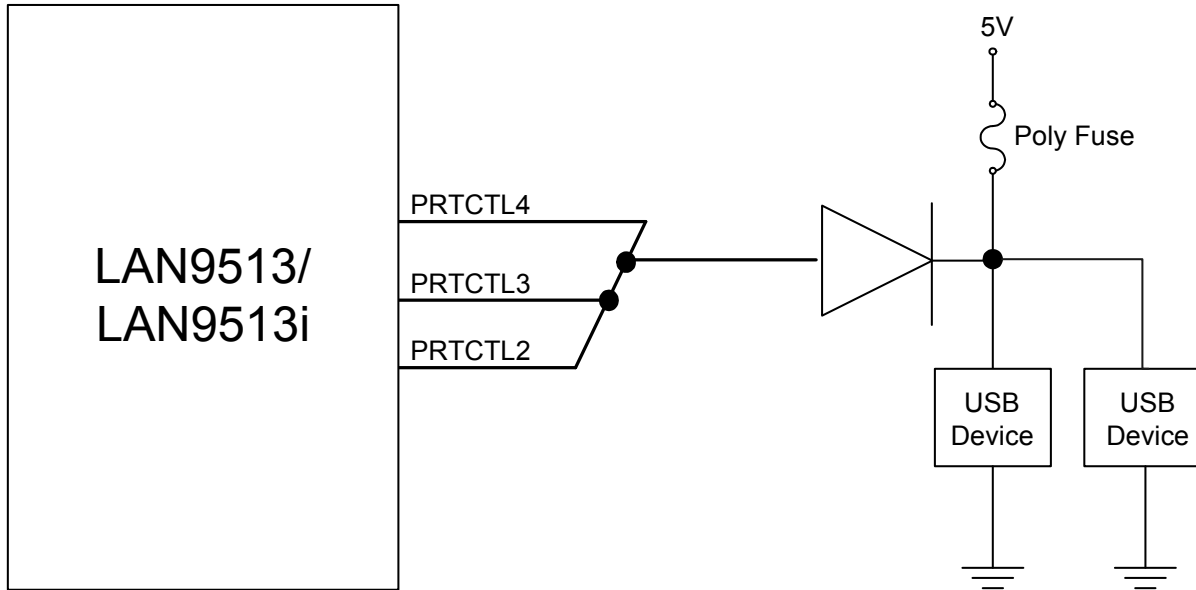 5V
Poly Fuse
PRTCTL4
LAN9513/
LAN9513i
PRTCTL3
PRTCTL2
USB
Device
USB
Device